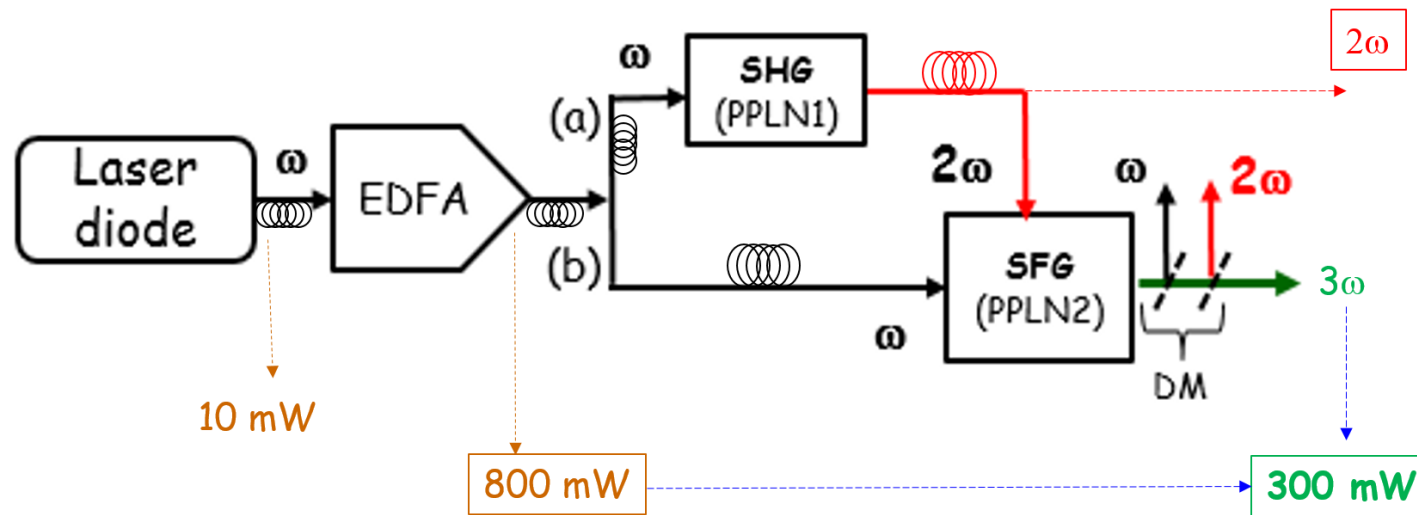 Laser
diode
ω
EDFA
(a)
(b)
ω
SHG
(PPLN1)
2ω
2ω
ω
SFG
(PPLN2)
ω
2ω
3ω
DM
10 mW
800 mW
300 mW